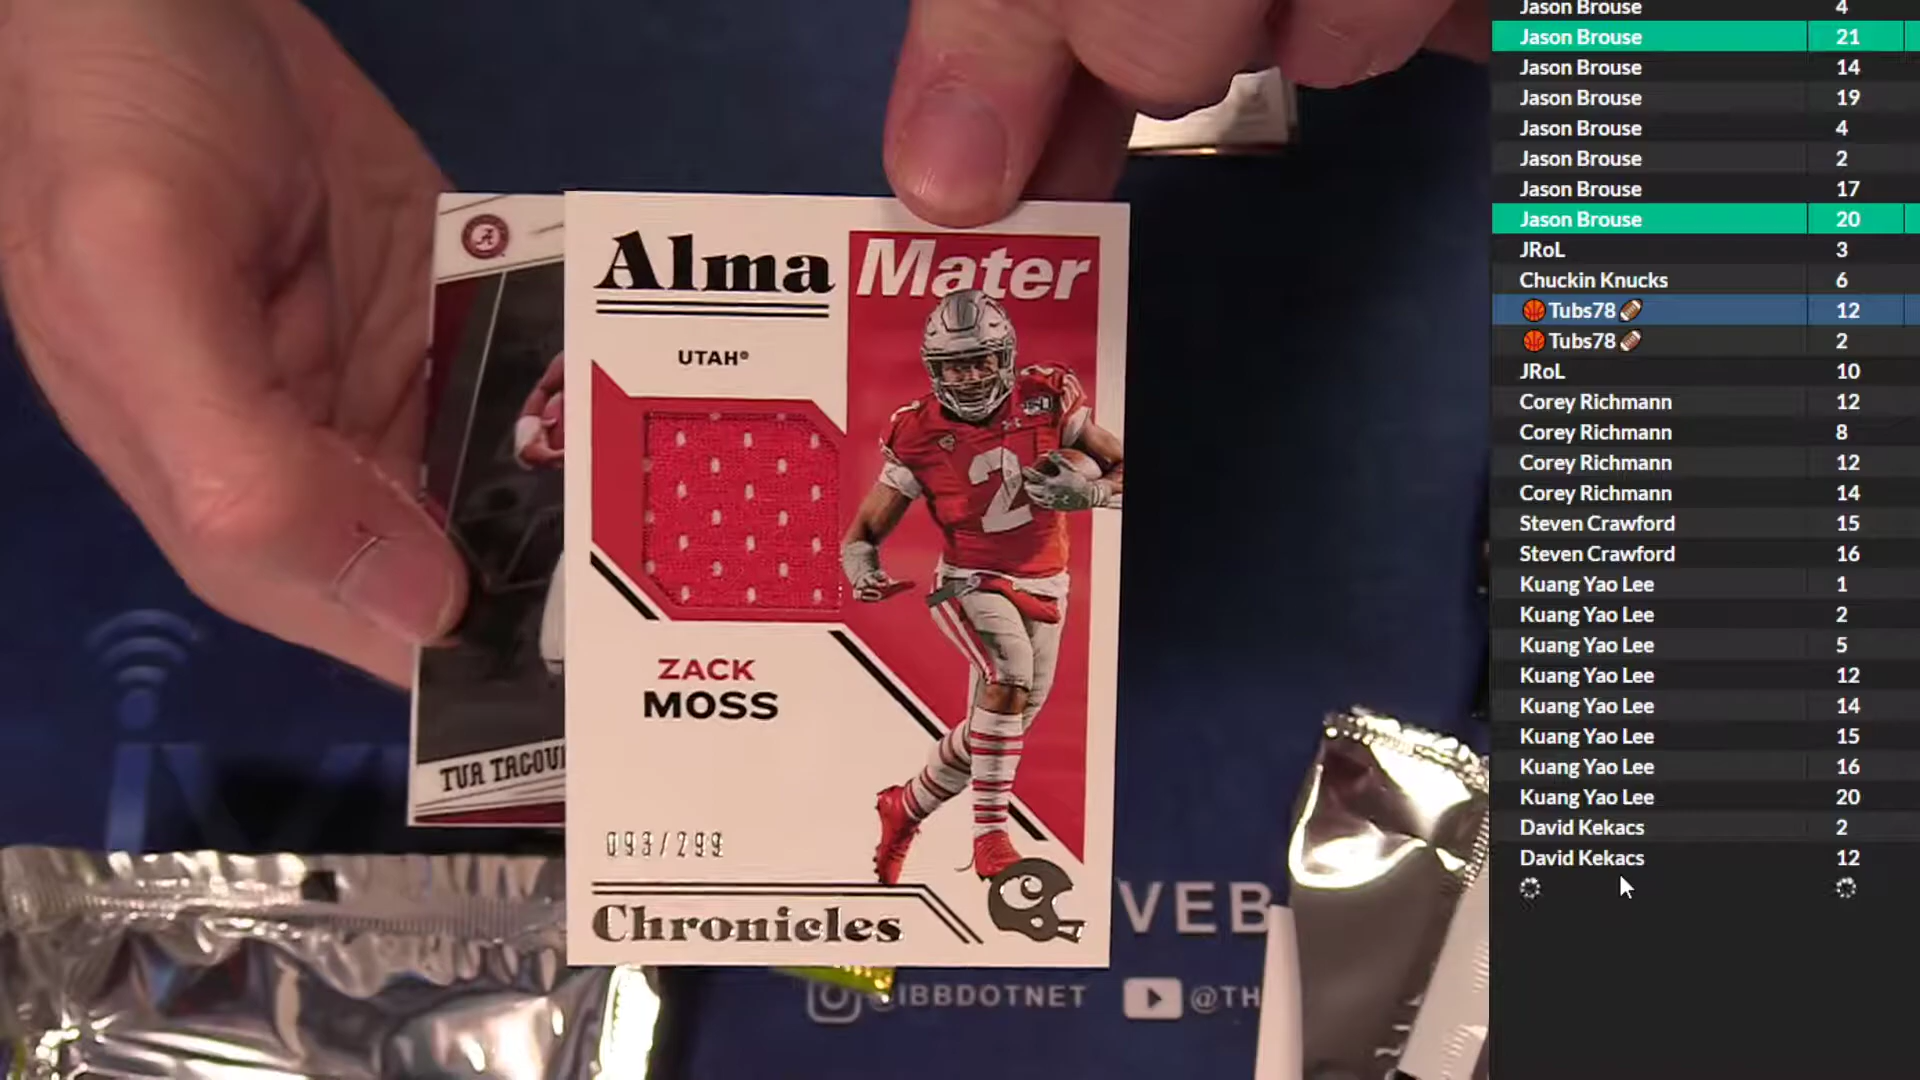 Alma Mater
UTAH®
2
ZACK
MOSS
093/299
Chronicles
C
A
TUA TAGOV
VEB
@IBBDOTNET
@TH
Jason Brouse 4
Jason Brouse 21
Jason Brouse 14
Jason Brouse 19
Jason Brouse 4
Jason Brouse 2
Jason Brouse 17
Jason Brouse 20
JRoL 3
Chuckin Knucks 6
🏀Tubs78🏈 12
🏀Tubs78🏈 2
JRoL 10
Corey Richmann 12
Corey Richmann 8
Corey Richmann 12
Corey Richmann 14
Steven Crawford 15
Steven Crawford 16
Kuang Yao Lee 1
Kuang Yao Lee 2
Kuang Yao Lee 5
Kuang Yao Lee 12
Kuang Yao Lee 14
Kuang Yao Lee 15
Kuang Yao Lee 16
Kuang Yao Lee 20
David Kekacs 2
David Kekacs 12